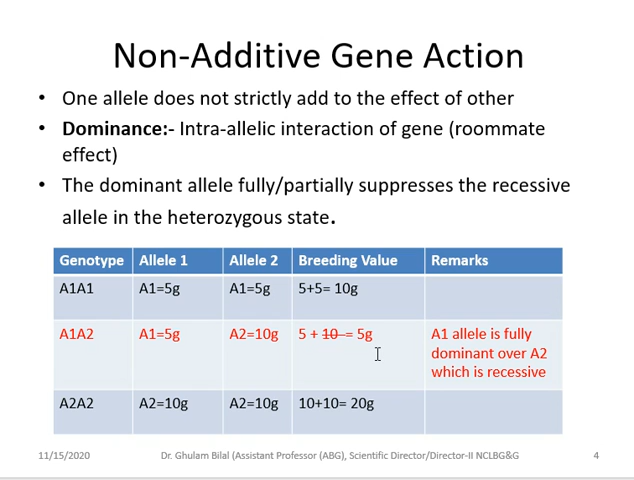 Non-Additive Gene Action
• One allele does not strictly add to the effect of other
• Dominance:- Intra-allelic interaction of gene (roommate
effect)
• The dominant allele fully/partially suppresses the recessive
allele in the heterozygous state.
Genotype Allele 1 Allele 2 Breeding Value Remarks
A1A1 A1=5g A1=5g 5+5= 10g
A1A2 A1=5g A2=10g 5 + 10 = 5g A1 allele is fully
dominant over A2
which is recessive
A2A2 A2=10g A2=10g 10+10= 20g
11/15/2020 Dr. Ghulam Bilal (Assistant Professor (ABG), Scientific Director/Director-II NCLBG&G 4